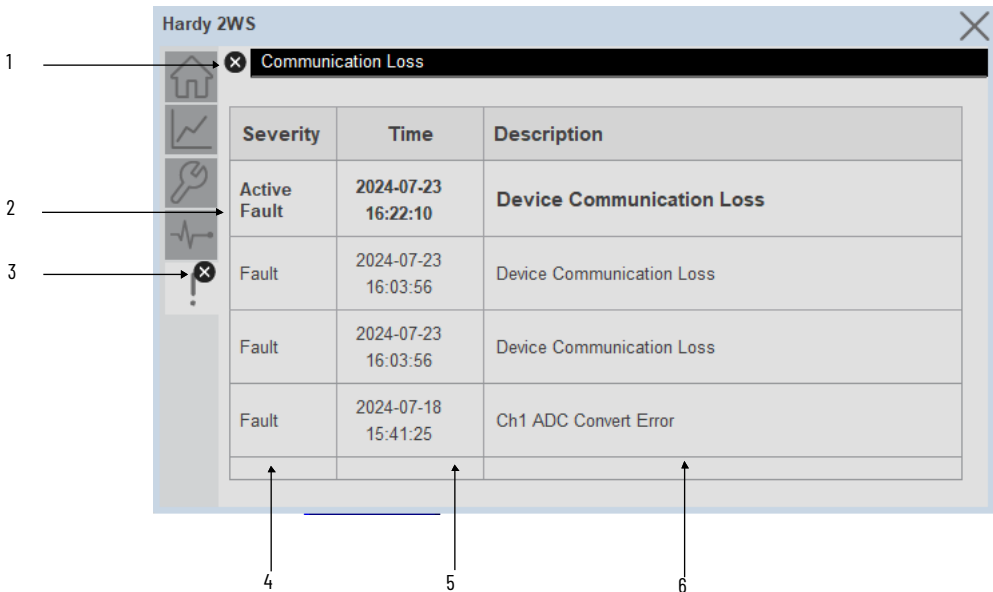 Hardy 2WS
1
Communication Loss
Severity Time Description
Active
Fault
2024-07-23
16:22:10
Device Communication Loss
2
3
Fault
2024-07-23
16:03:56
Device Communication Loss
Fault
2024-07-23
16:03:56
Device Communication Loss
Fault
2024-07-18
15:41:25
Ch1 ADC Convert Error
4 5 6